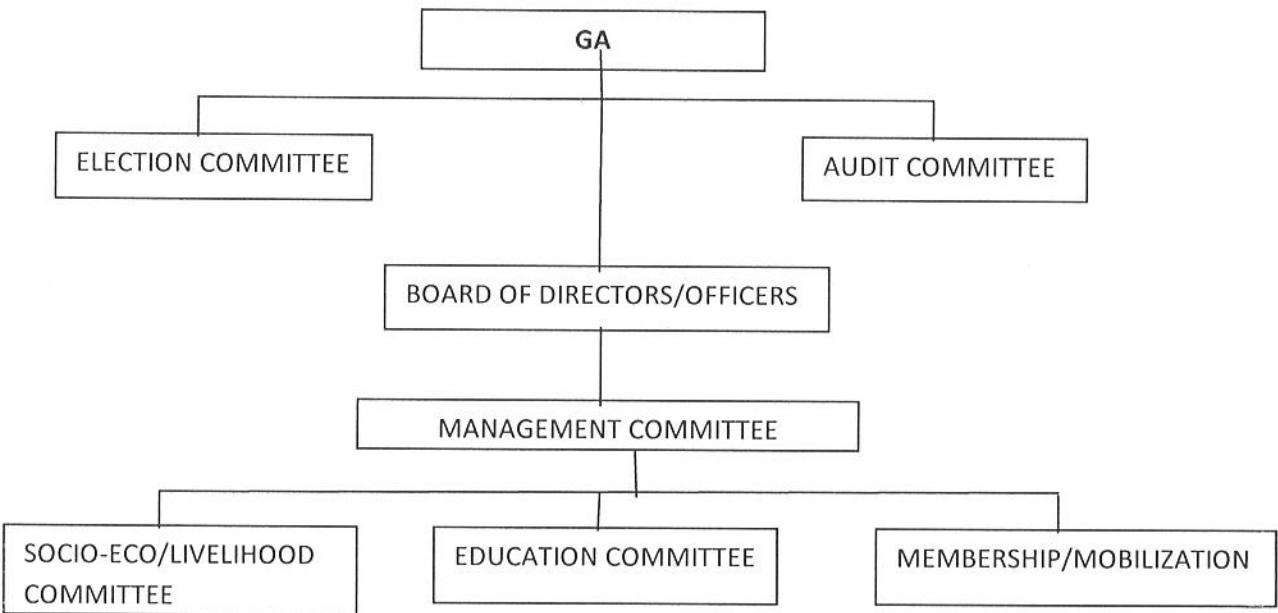 GA
ELECTION COMMITTEE
AUDIT COMMITTEE
BOARD OF DIRECTORS/OFFICERS
MANAGEMENT COMMITTEE
SOCIO-ECO/LIVELIHOOD
COMMITTEE
EDUCATION COMMITTEE
MEMBERSHIP/MOBILIZATION